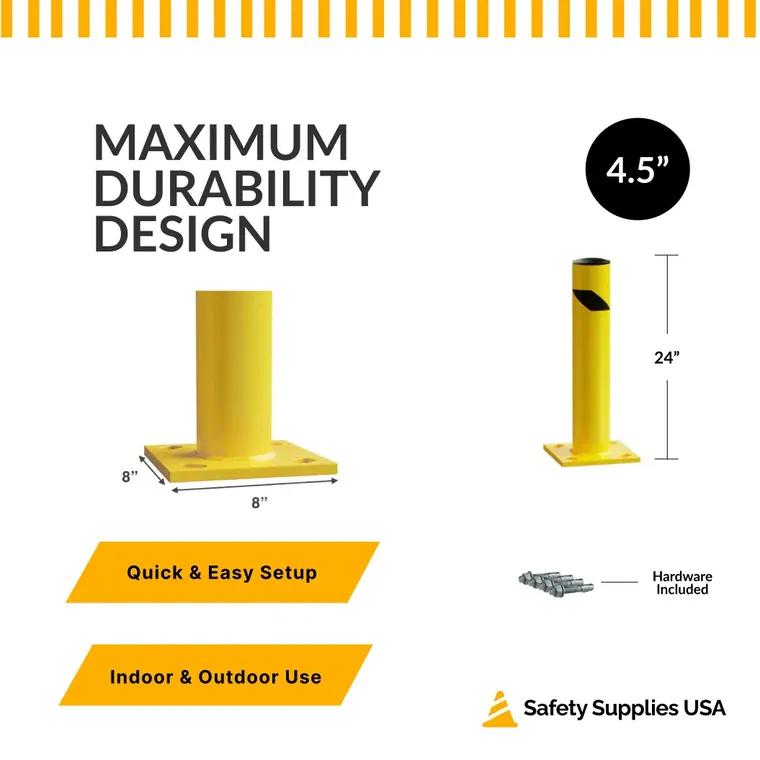 MAXIMUM
DURABILITY
DESIGN
4.5”
24”
8’’
8’’
Quick & Easy Setup
Hardware
Included
Indoor & Outdoor Use
Safety Supplies USA